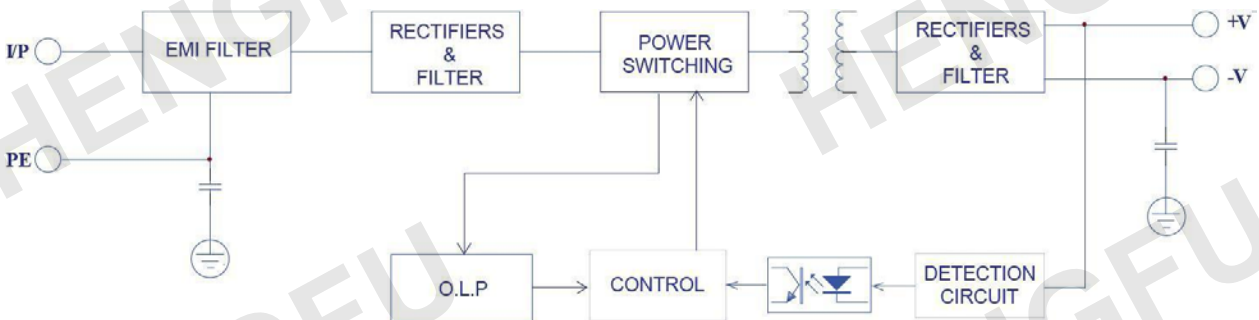 I/P
EMI FILTER
RECTIFIERS
&
FILTER
POWER
SWITCHING
RECTIFIERS
&
FILTER
+V
-V
PE
O.L.P
CONTROL
DETECTION
CIRCUIT
HENGFU
HENGFU
HENGFU
HENGFU